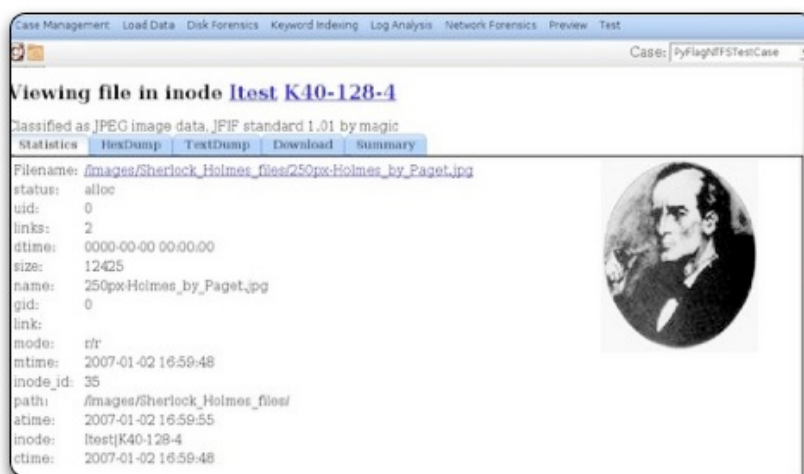 Case Management Load Data Disk Forensics Keyword Indexing Log Analysis Network Forensics Preview Test
Case: PyFlagNTFSTestCase
Viewing file in inode Itest K40-128-4
Classified as JPEG image data, JFIF standard 1.01 by magic
Statistics HexDump TextDump Download Summary
Filename: /Images/Sherlock_Holmes_files/250px-Holmes_by_Paget.jpg
status: alloc
uid: 0
links: 2
dtime: 0000-00-00 00:00:00
size: 12425
name: 250px-Holmes_by_Paget.jpg
gid: 0
link:
mode: r/r
mtime: 2007-01-02 16:59:48
inode_id: 35
path: /Images/Sherlock_Holmes_files/
atime: 2007-01-02 16:59:55
inode: Itest|K40-128-4
ctime: 2007-01-02 16:59:48